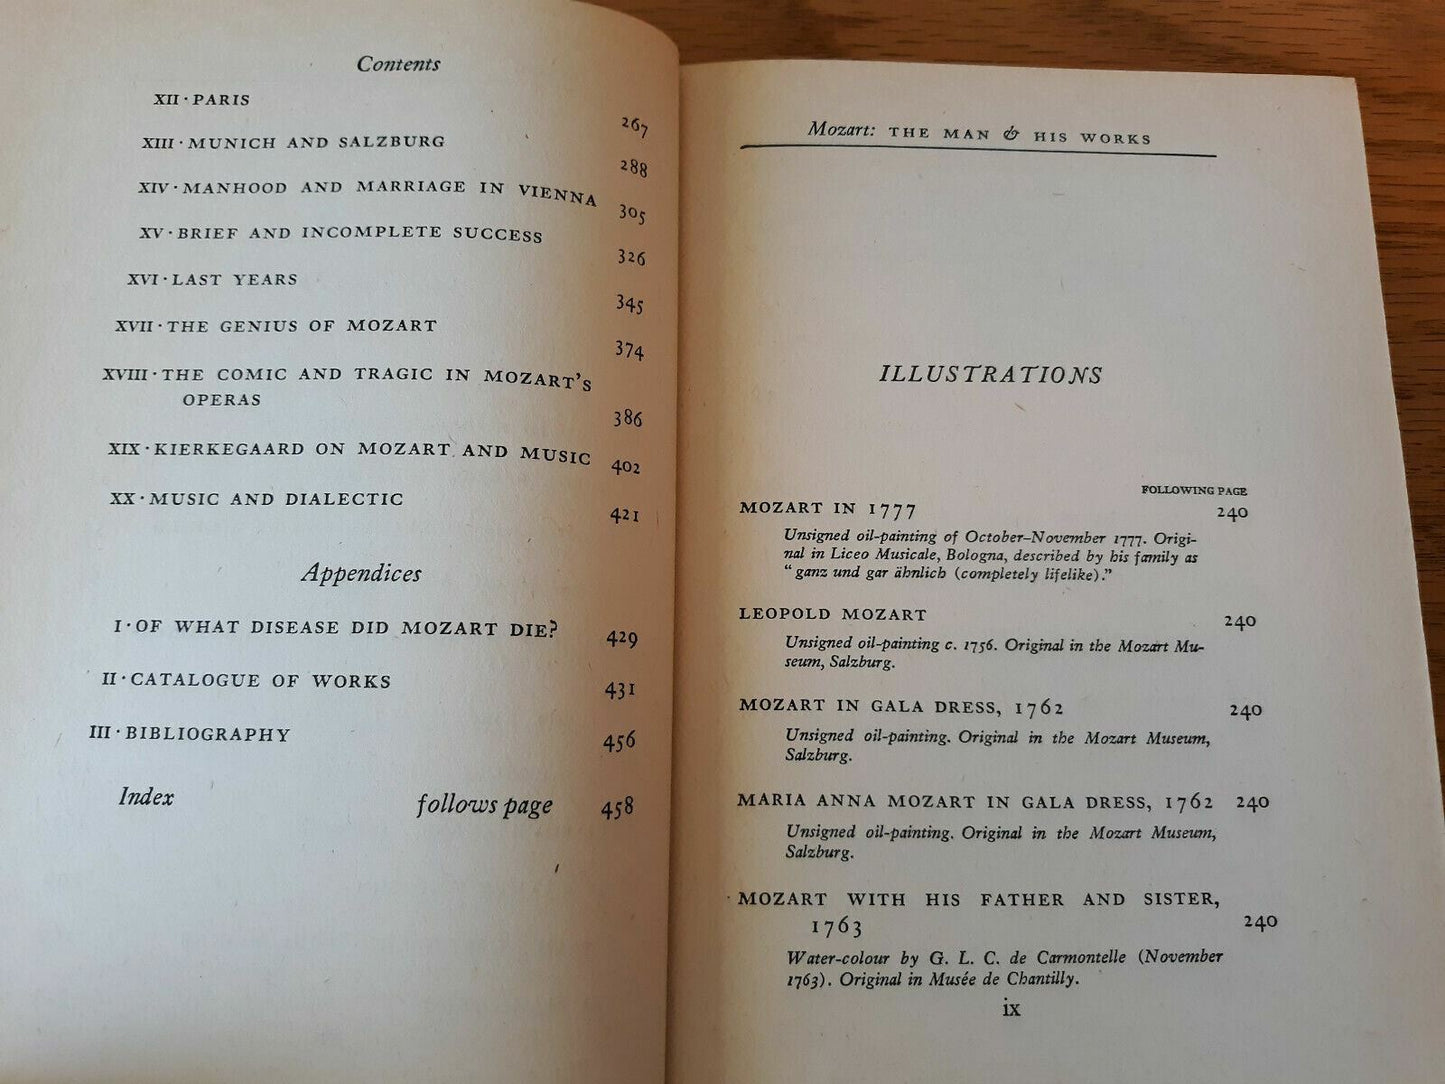 Contents
XII · PARIS 267
XIII · MUNICH AND SALZBURG 288
XIV · MANHOOD AND MARRIAGE IN VIENNA 305
XV · BRIEF AND INCOMPLETE SUCCESS 326
XVI · LAST YEARS 345
XVII · THE GENIUS OF MOZART 374
XVIII · THE COMIC AND TRAGIC IN MOZART'S
OPERAS 386
XIX · KIERKEGAARD ON MOZART AND MUSIC 402
XX · MUSIC AND DIALECTIC 421
Appendices
I · OF WHAT DISEASE DID MOZART DIE? 429
II · CATALOGUE OF WORKS 431
III · BIBLIOGRAPHY 456
Index follows page 458
Mozart: THE MAN & HIS WORKS
ILLUSTRATIONS
FOLLOWING PAGE
MOZART IN 1777 240
Unsigned oil-painting of October–November 1777. Origi-
nal in Liceo Musicale, Bologna, described by his family as
"ganz und gar ähnlich (completely lifelike)."
LEOPOLD MOZART 240
Unsigned oil-painting c. 1756. Original in the Mozart Mu-
seum, Salzburg.
MOZART IN GALA DRESS, 1762 240
Unsigned oil-painting. Original in the Mozart Museum,
Salzburg.
MARIA ANNA MOZART IN GALA DRESS, 1762 240
Unsigned oil-painting. Original in the Mozart Museum,
Salzburg.
MOZART WITH HIS FATHER AND SISTER,
1763 240
Water-colour by G. L. C. de Carmontelle (November
1763). Original in Musée de Chantilly.
ix